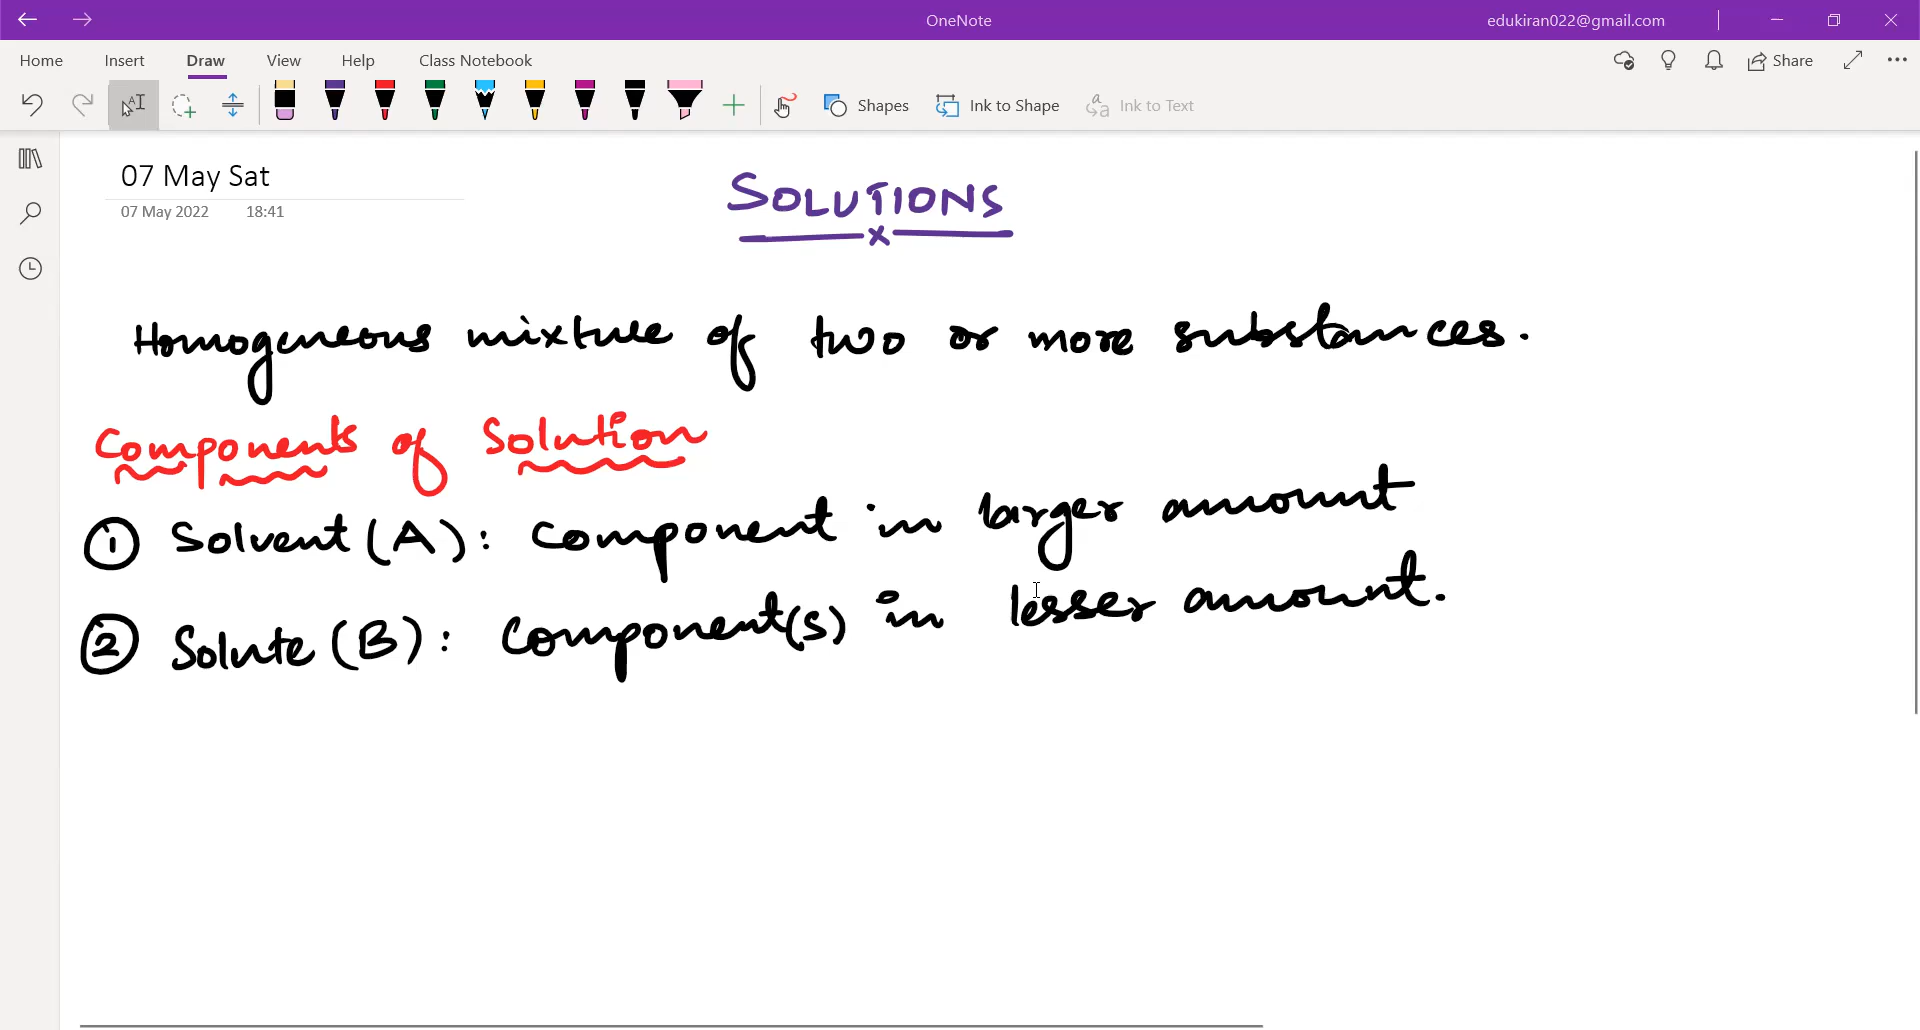 OneNote
edukiran022@gmail.com
Home Insert Draw View Help Class Notebook
Share
Shapes Ink to Shape Ink to Text
07 May Sat
07 May 2022 18:41
SOLUTIONS
Homogeneous mixture of two or more substances.
Components of Solution
① Solvent (A): Component in larger amount
② Solute (B): Component(s) in lesser amount.